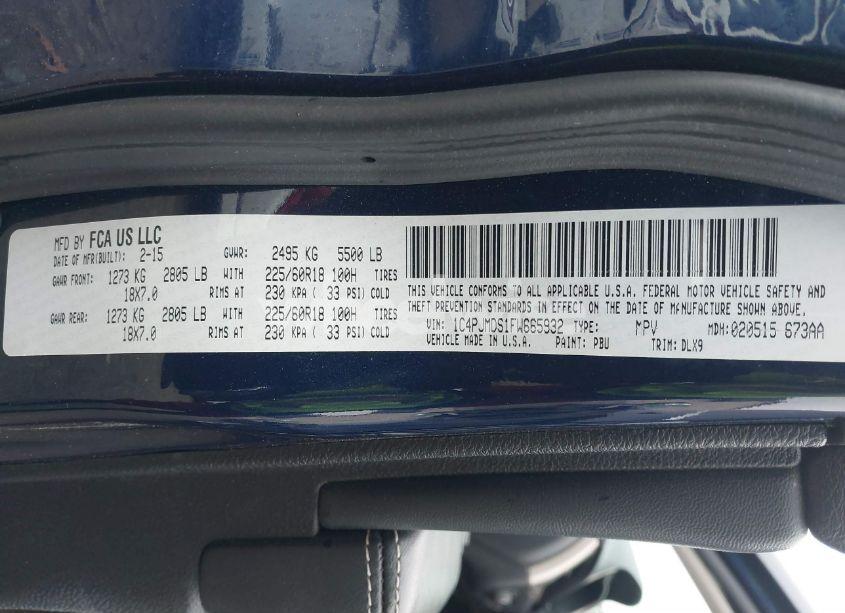 MFD BY FCA US LLC
DATE OF MFR(BUILT): 2-15 GVWR: 2495 KG 5500 LB
GAWR FRONT: 1273 KG 2805 LB WITH 225/60R18 100H TIRES
18X7.0 RIMS AT 230 KPA ( 33 PSI) COLD
GAWR REAR: 1273 KG 2805 LB WITH 225/60R18 100H TIRES
18X7.0 RIMS AT 230 KPA ( 33 PSI) COLD
THIS VEHICLE CONFORMS TO ALL APPLICABLE U.S.A. FEDERAL MOTOR VEHICLE SAFETY AND
THEFT PREVENTION STANDARDS IN EFFECT ON THE DATE OF MANUFACTURE SHOWN ABOVE.
VIN: 1C4PJMDS1FW665932 TYPE: MPV MDH: 020515 673AA
VEHICLE MADE IN U.S.A. PAINT: PBU TRIM: DLX9